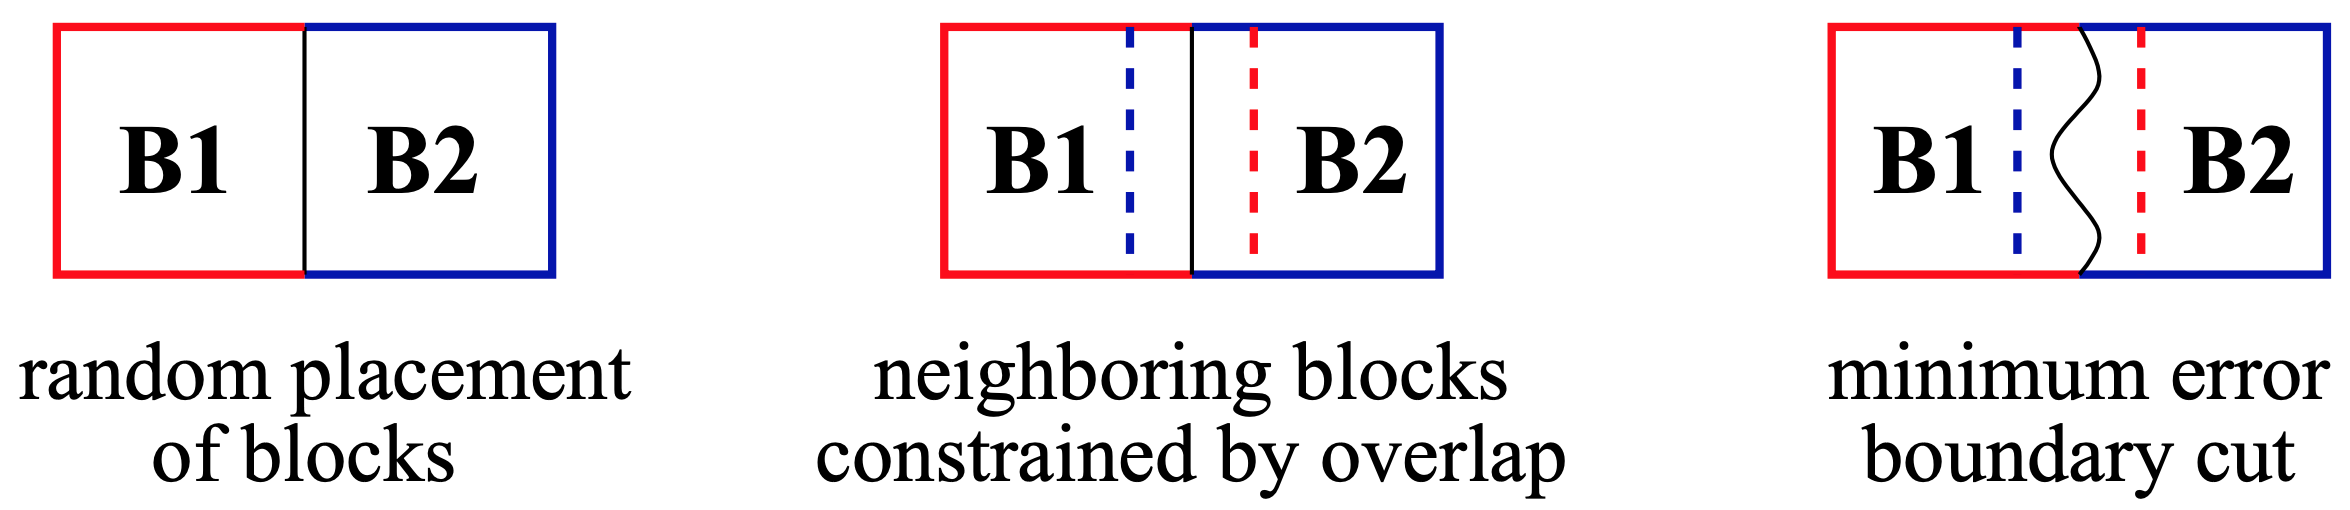 B1 B2
random placement
of blocks
B1 B2
neighboring blocks
constrained by overlap
B1 B2
minimum error
boundary cut